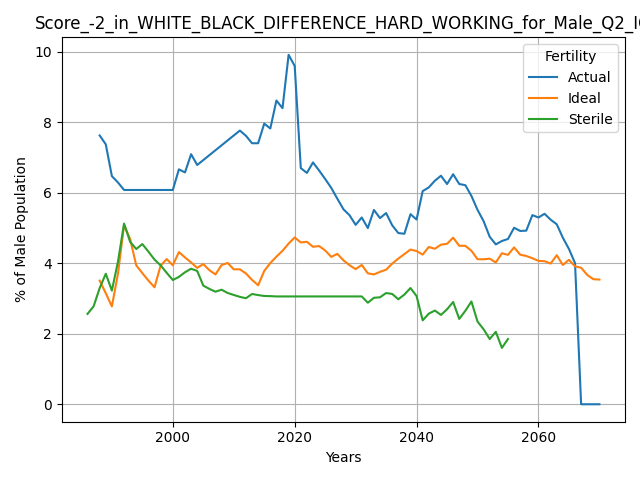 Score_-2_in_WHITE_BLACK_DIFFERENCE_HARD_WORKING_for_Male_Q2_I
Fertility
Actual
Ideal
Sterile
% of Male Population
10
8
6
4
2
0
2000
2020
2040
2060
Years